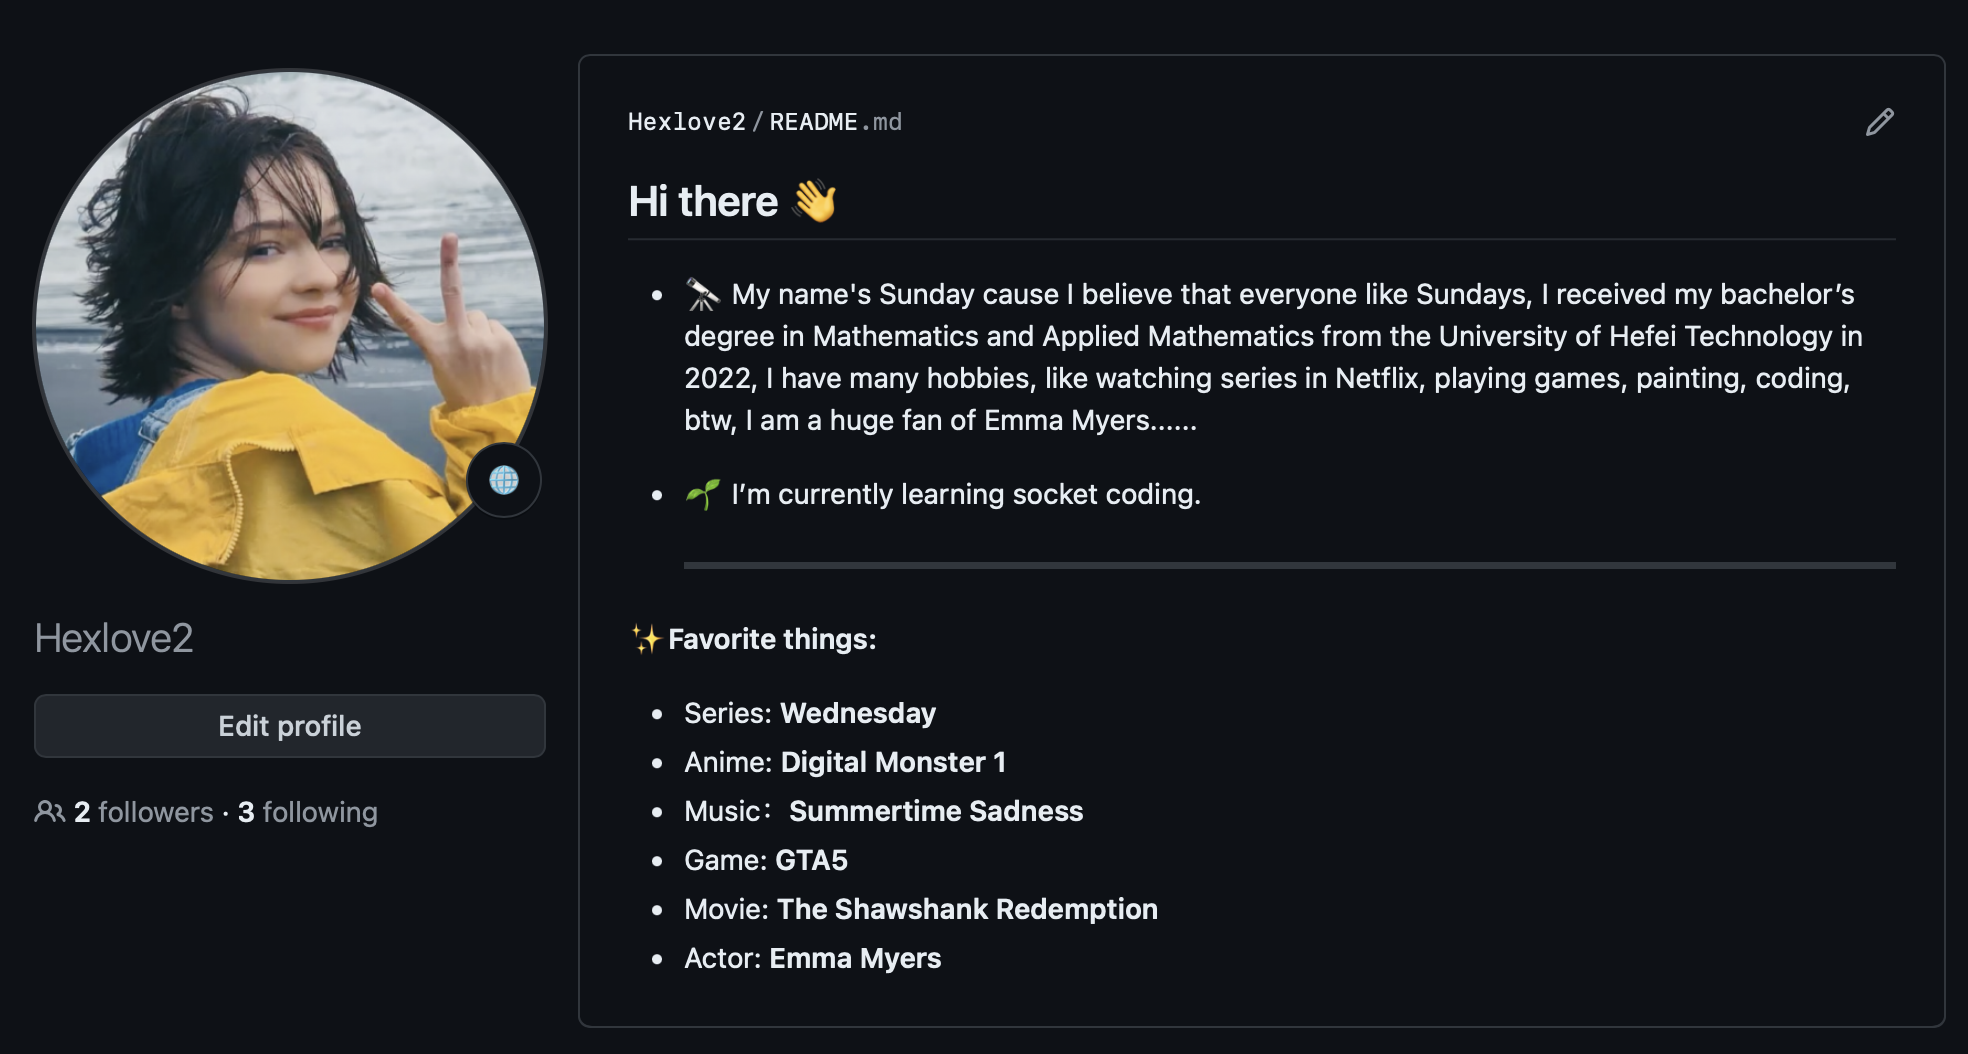 Hexlove2/README.md
Hi there 👋
• 🔭 My name's Sunday cause I believe that everyone like Sundays, I received my bachelor’s
degree in Mathematics and Applied Mathematics from the University of Hefei Technology in
2022, I have many hobbies, like watching series in Netflix, playing games, painting, coding,
btw, I am a huge fan of Emma Myers......
• 🌱 I’m currently learning socket coding.
✨Favorite things:
• Series: Wednesday
• Anime: Digital Monster 1
• Music： Summertime Sadness
• Game: GTA5
• Movie: The Shawshank Redemption
• Actor: Emma Myers
Hexlove2
Edit profile
2 followers · 3 following